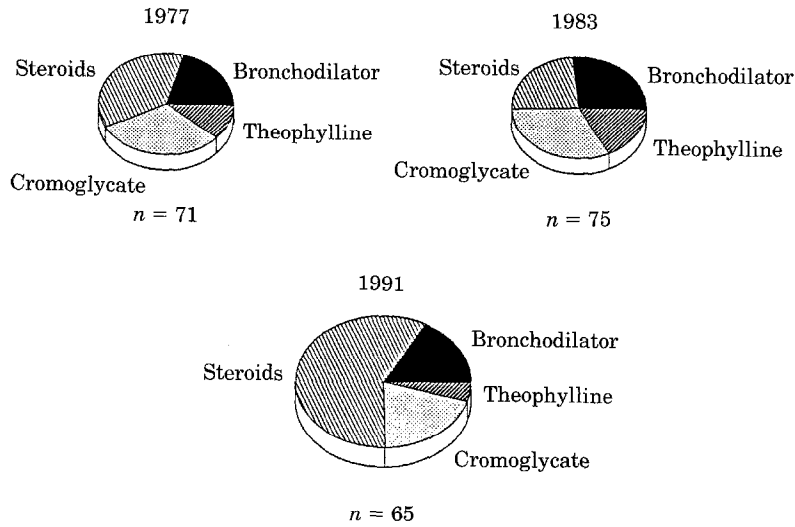 1977
Steroids
Bronchodilator
Theophylline
Cromoglycate
n = 71
1983
Steroids
Bronchodilator
Theophylline
Cromoglycate
n = 75
1991
Steroids
Bronchodilator
Theophylline
Cromoglycate
n = 65